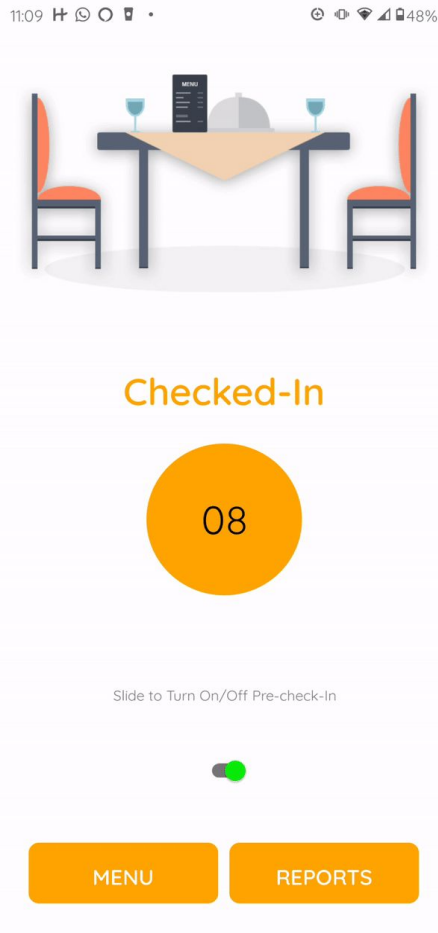 11:09
48%
MENU
Checked-In
08
Slide to Turn On/Off Pre-check-In
MENU
REPORTS